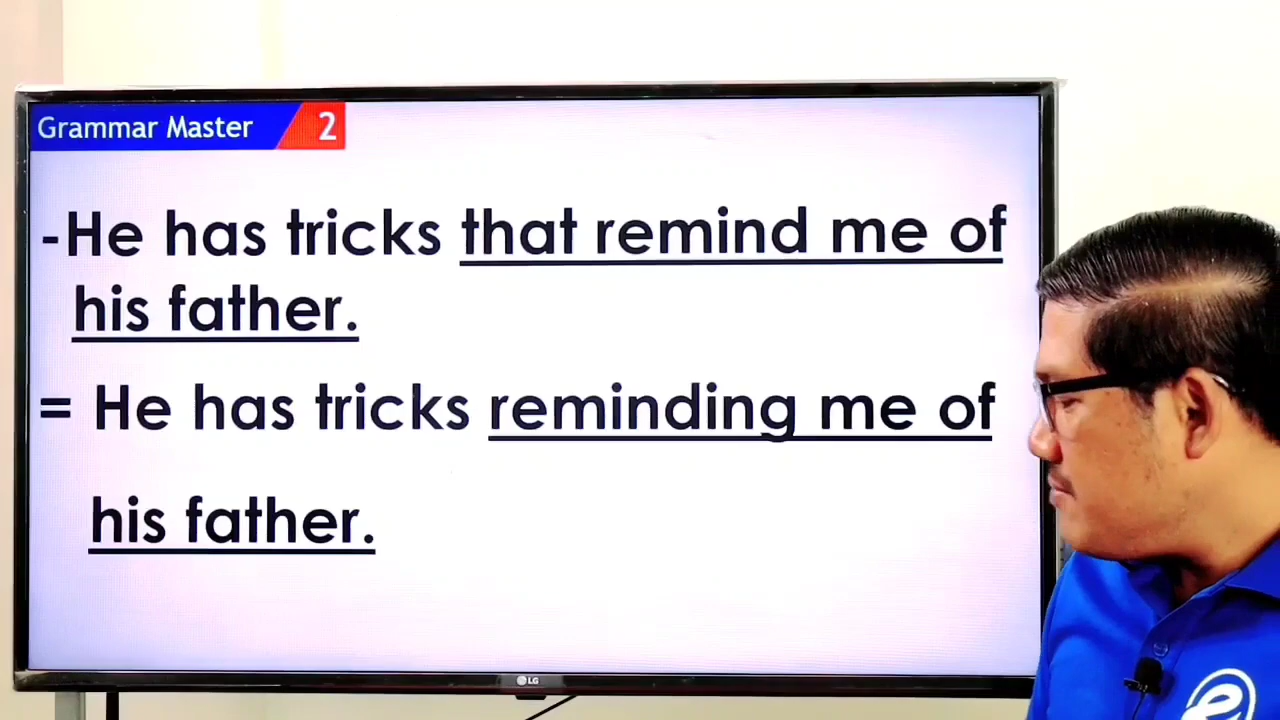 Grammar Master 2
-He has tricks that remind me of
his father.
= He has tricks reminding me of
his father.
LG